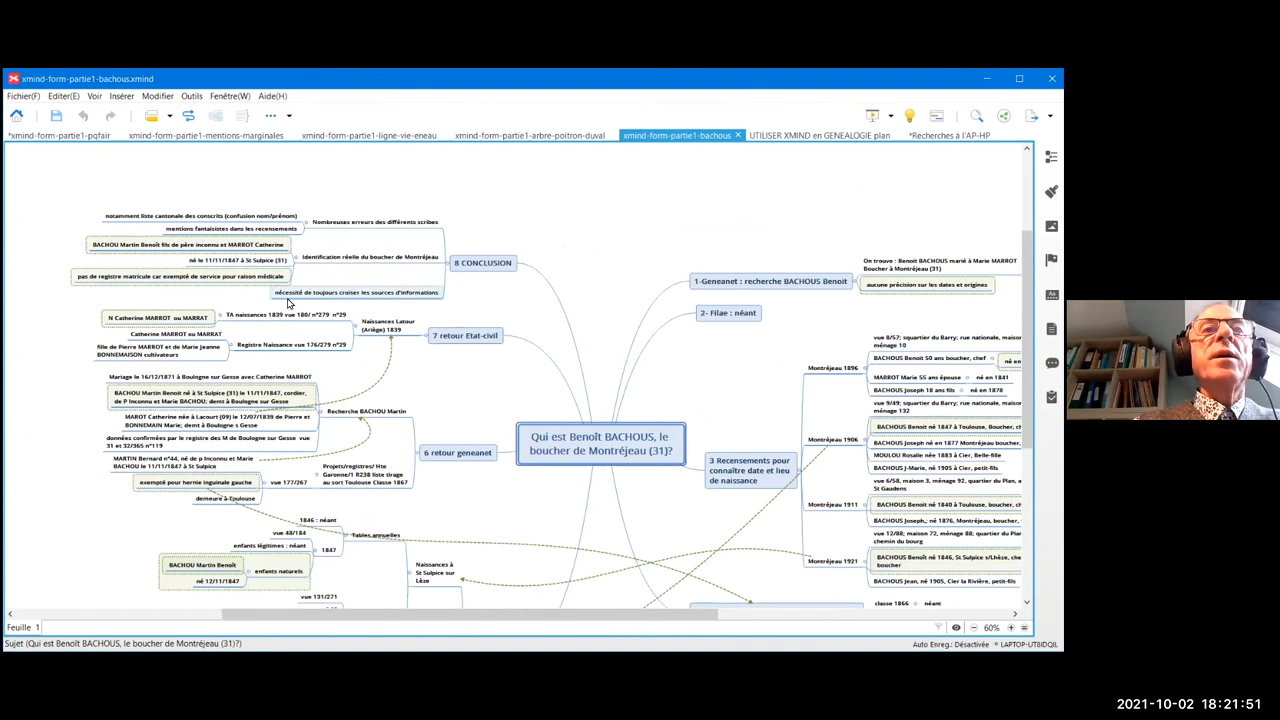 xmind-form-partie1-bachous.xmind
Fichier(F) Editer(E) Voir Insérer Modifier Outils Fenêtre(W) Aide(H)
*xmind-form-partie1-pgfair xmind-form-partie1-mentions-marginales xmind-form-partie1-ligne-vie-eneau xmind-form-partie1-arbre-poitron-duval xmind-form-partie1-bachous UTILISER XMIND en GENEALOGIE plan *Recherches à l'AP-HP
Qui est Benoît BACHOUS, le
boucher de Montréjeau (31)?
1-Geneanet : recherche BACHOUS Benoit
On trouve : Benoit BACHOUS marié à Marie MARROT
Boucher à Montréjeau (31)
aucune précision sur les dates et origines
2- Filae : néant
3 Recensements pour
connaître date et lieu
de naissance
Montréjeau 1896
vue 8/57; squartier du Barry; rue nationale, maison
ménage 10
BACHOUS Benoit 50 ans boucher, chef
né en
MARROT Marie 55 ans épouse
né en 1841
BACHOUS Joseph 18 ans fils
né en 1878
Montréjeau 1906
vue 9/49; squartier du Barry; rue nationale, maison
ménage 132
BACHOUS Benoit né 1847 à Toulouse, Boucher, ch
BACHOUS Joseph né en 1877 Montréjeau boucher,
MOULOU Rosalie née 1883 à Cier, Belle-fille
BACHOUS J-Marie, né 1905 à Cier, petit-fils
Montréjeau 1911
vue 6/58, maison 3, ménage 92, quartier du Plan, a
St Gaudens
BACHOUS Benoit né 1840 à Toulouse, boucher,
BACHOUS Joseph,; né 1876, Montréjeau, boucher,
Montréjeau 1921
vue 12/88; maison 72, ménage 88; quartier du Plan
chemin du bourg
BACHOUS Benoît né 1846, St Sulpice s/Lhèze, che
boucher
BACHOUS Jean, né 1905, Cier la Rivière, petit-fils
classe 1866
néant
8 CONCLUSION
Nombreuses erreurs des différents scribes
notamment liste cantonale des conscrits (confusion nom/prénom)
mentions fantaisistes dans les recensements
Identification réelle du boucher de Montréjeau
BACHOU Martin Benoît fils de père inconnu et MARROT Catherine
né le 11/11/1847 à St Sulpice (31)
pas de registre matricule car exempté de service pour raison médicale
nécessité de toujours croiser les sources d'informations
7 retour Etat-civil
Naissances Latour
(Ariège) 1839
TA naissances 1839 vue 180/ n°279 n°29
N Catherine MARROT ou MARRAT
Registre Naissance vue 176/279 n°29
Catherine MARROT ou MARRAT
fille de Pierre MARROT et de Marie Jeanne
BONNEMAISON cultivateurs
6 retour geneanet
Recherche BACHOU Martin
Mariage le 16/12/1871 à Boulogne sur Gesse avec Catherine MARROT
BACHOU Martin Benoit né à St Sulpice (31) le 11/11/1847, cordier,
de P Inconnu et Marie BACHOU; demt à Boulogne sur
Gesse
MAROT Catherine née à Lacourt (09) le 12/07/1839 de Pierre et
BONNEMAIN Marie; demt à Boulogne s Gesse
données confirmées par le registre des M de Boulogne sur Gesse vue
31 et 32/365 n°119
MARTIN Bernard n°44, né de p Inconnu et Marie
BACHOU le 11/11/1847 à St Sulpice
Projets/registres/ Hte
Garonne/1 R238 liste tirage
au sort Toulouse Classe 1867
vue 177/267
exempté pour hernie inguinale gauche
demeure à Toulouse
Naissances à
St Sulpice sur
Lèze
Tables annuelles
1846 : néant
1847
vue 48/184
enfants légitimes : néant
enfants naturels
BACHOU Martin Benoît
né 12/11/1847
vue 131/271
Feuille 1
60%
Sujet (Qui est Benoît BACHOUS, le boucher de Montréjeau (31)?)
Auto Enreg.: Désactivée
LAPTOP-UT8IDQIL
2021-10-02 18:21:51